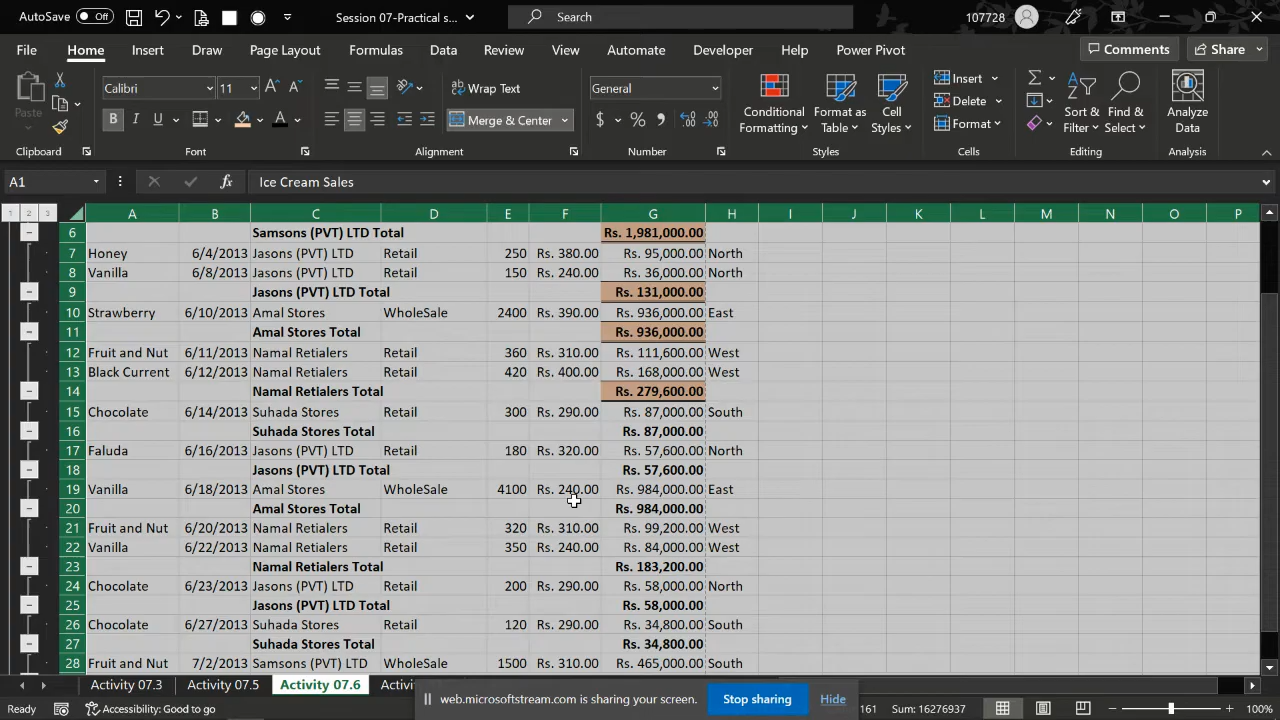 AutoSave Off Session 07-Practical s... Search 107728
File Home Insert Draw Page Layout Formulas Data Review View Automate Developer Help Power Pivot Comments Share
Calibri 11 Wrap Text General Insert
Paste B I U Merge & Center $ % Conditional Formatting Format as Table Cell Styles Delete Format Sort & Filter Find & Select Analyze Data
Clipboard Font Alignment Number Styles Cells Editing Analysis
A1 fx Ice Cream Sales
1 2 3 A B C D E F G H I J K L M N O P
6 Samsons (PVT) LTD Total Rs. 1,981,000.00
7 Honey 6/4/2013 Jasons (PVT) LTD Retail 250 Rs. 380.00 Rs. 95,000.00 North
8 Vanilla 6/8/2013 Jasons (PVT) LTD Retail 150 Rs. 240.00 Rs. 36,000.00 North
9 Jasons (PVT) LTD Total Rs. 131,000.00
10 Strawberry 6/10/2013 Amal Stores WholeSale 2400 Rs. 390.00 Rs. 936,000.00 East
11 Amal Stores Total Rs. 936,000.00
12 Fruit and Nut 6/11/2013 Namal Retialers Retail 360 Rs. 310.00 Rs. 111,600.00 West
13 Black Current 6/12/2013 Namal Retialers Retail 420 Rs. 400.00 Rs. 168,000.00 West
14 Namal Retialers Total Rs. 279,600.00
15 Chocolate 6/14/2013 Suhada Stores Retail 300 Rs. 290.00 Rs. 87,000.00 South
16 Suhada Stores Total Rs. 87,000.00
17 Faluda 6/16/2013 Jasons (PVT) LTD Retail 180 Rs. 320.00 Rs. 57,600.00 North
18 Jasons (PVT) LTD Total Rs. 57,600.00
19 Vanilla 6/18/2013 Amal Stores WholeSale 4100 Rs. 240.00 Rs. 984,000.00 East
20 Amal Stores Total Rs. 984,000.00
21 Fruit and Nut 6/20/2013 Namal Retialers Retail 320 Rs. 310.00 Rs. 99,200.00 West
22 Vanilla 6/22/2013 Namal Retialers Retail 350 Rs. 240.00 Rs. 84,000.00 West
23 Namal Retialers Total Rs. 183,200.00
24 Chocolate 6/23/2013 Jasons (PVT) LTD Retail 200 Rs. 290.00 Rs. 58,000.00 North
25 Jasons (PVT) LTD Total Rs. 58,000.00
26 Chocolate 6/27/2013 Suhada Stores Retail 120 Rs. 290.00 Rs. 34,800.00 South
27 Suhada Stores Total Rs. 34,800.00
28 Fruit and Nut 7/2/2013 Samsons (PVT) LTD WholeSale 1500 Rs. 310.00 Rs. 465,000.00 South
Activity 07.3 Activity 07.5 Activity 07.6 Activi web.microsoftstream.com is sharing your screen. Stop sharing Hide
Ready Accessibility: Good to go 161 Sum: 16276937 100%